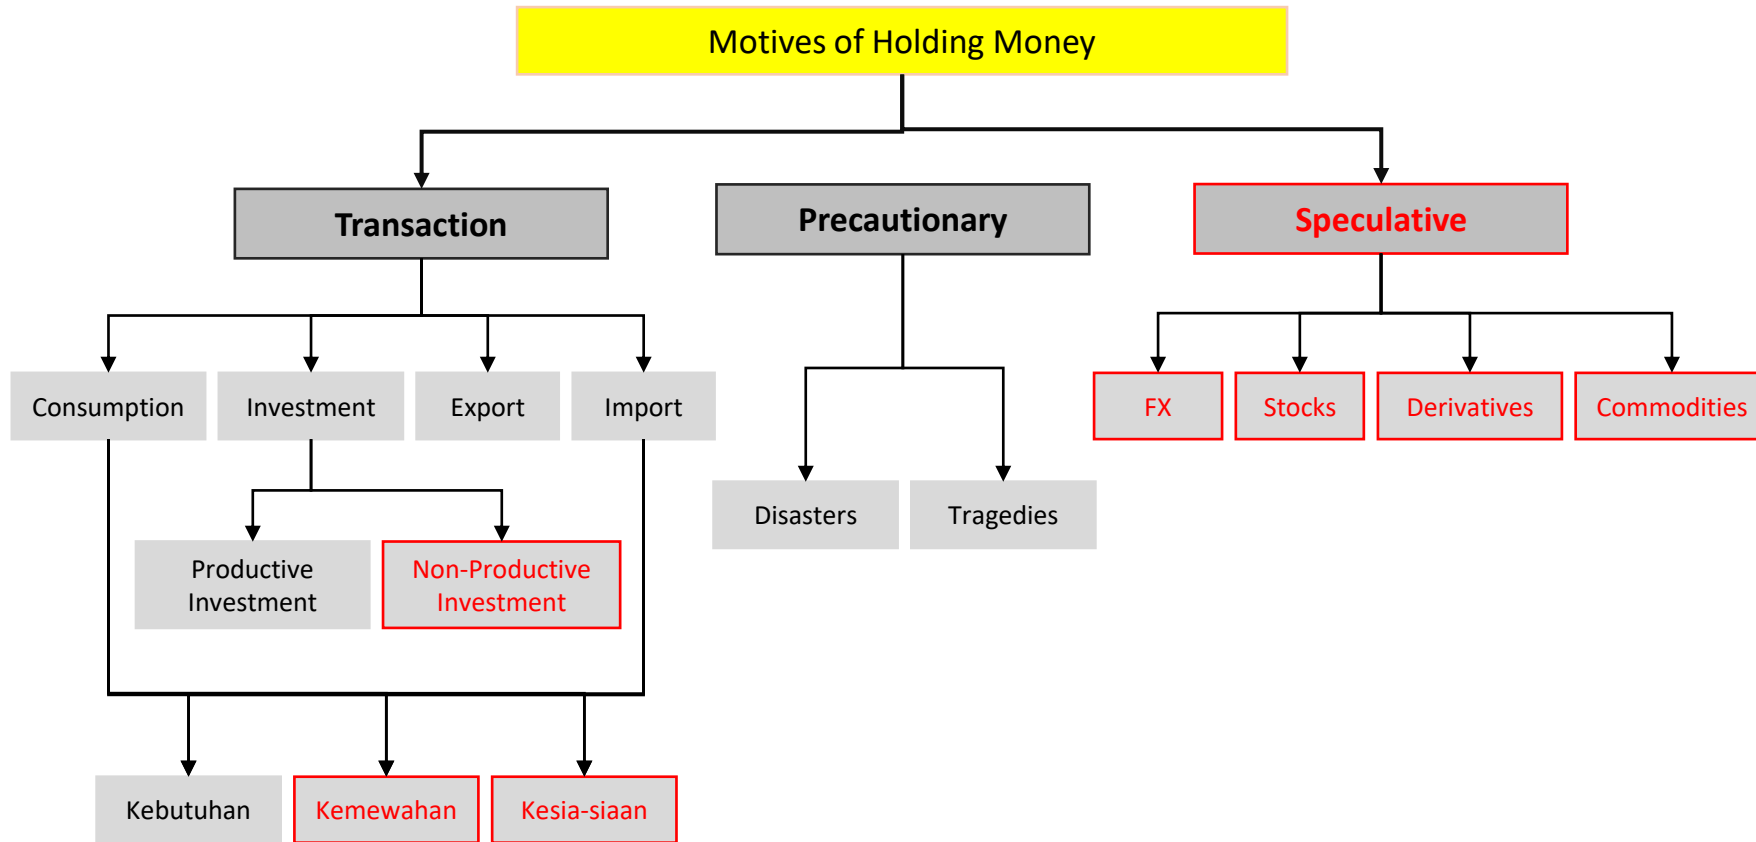 Motives of Holding Money
Transaction
Precautionary
Speculative
Consumption
Investment
Export
Import
FX
Stocks
Derivatives
Commodities
Disasters
Tragedies
Productive
Investment
Non-Productive
Investment
Kebutuhan
Kemewahan
Kesia-siaan